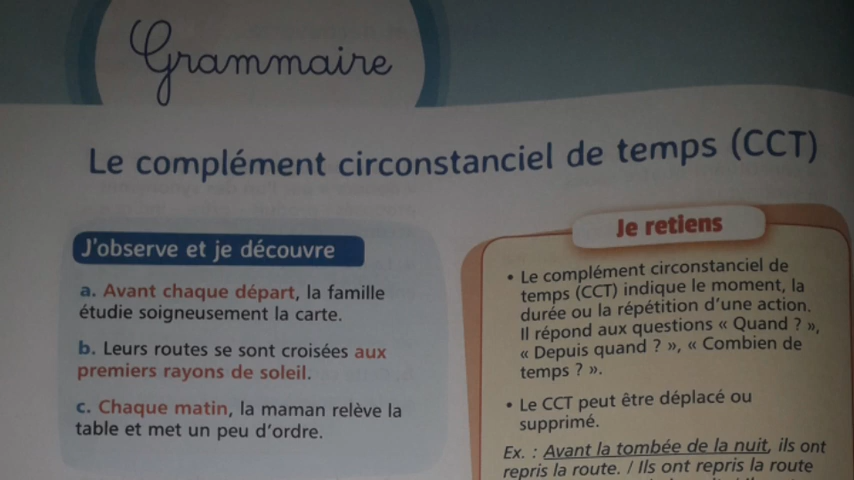 Grammaire
Le complément circonstanciel de temps (CCT)
J'observe et je découvre
a. Avant chaque départ, la famille
étudie soigneusement la carte.
b. Leurs routes se sont croisées aux
premiers rayons de soleil.
c. Chaque matin, la maman relève la
table et met un peu d'ordre.
Je retiens
• Le complément circonstanciel de
temps (CCT) indique le moment, la
durée ou la répétition d'une action.
Il répond aux questions « Quand ? »,
« Depuis quand ? », « Combien de
temps ? ».
• Le CCT peut être déplacé ou
supprimé.
Ex. : Avant la tombée de la nuit, ils ont
repris la route. / Ils ont repris la route